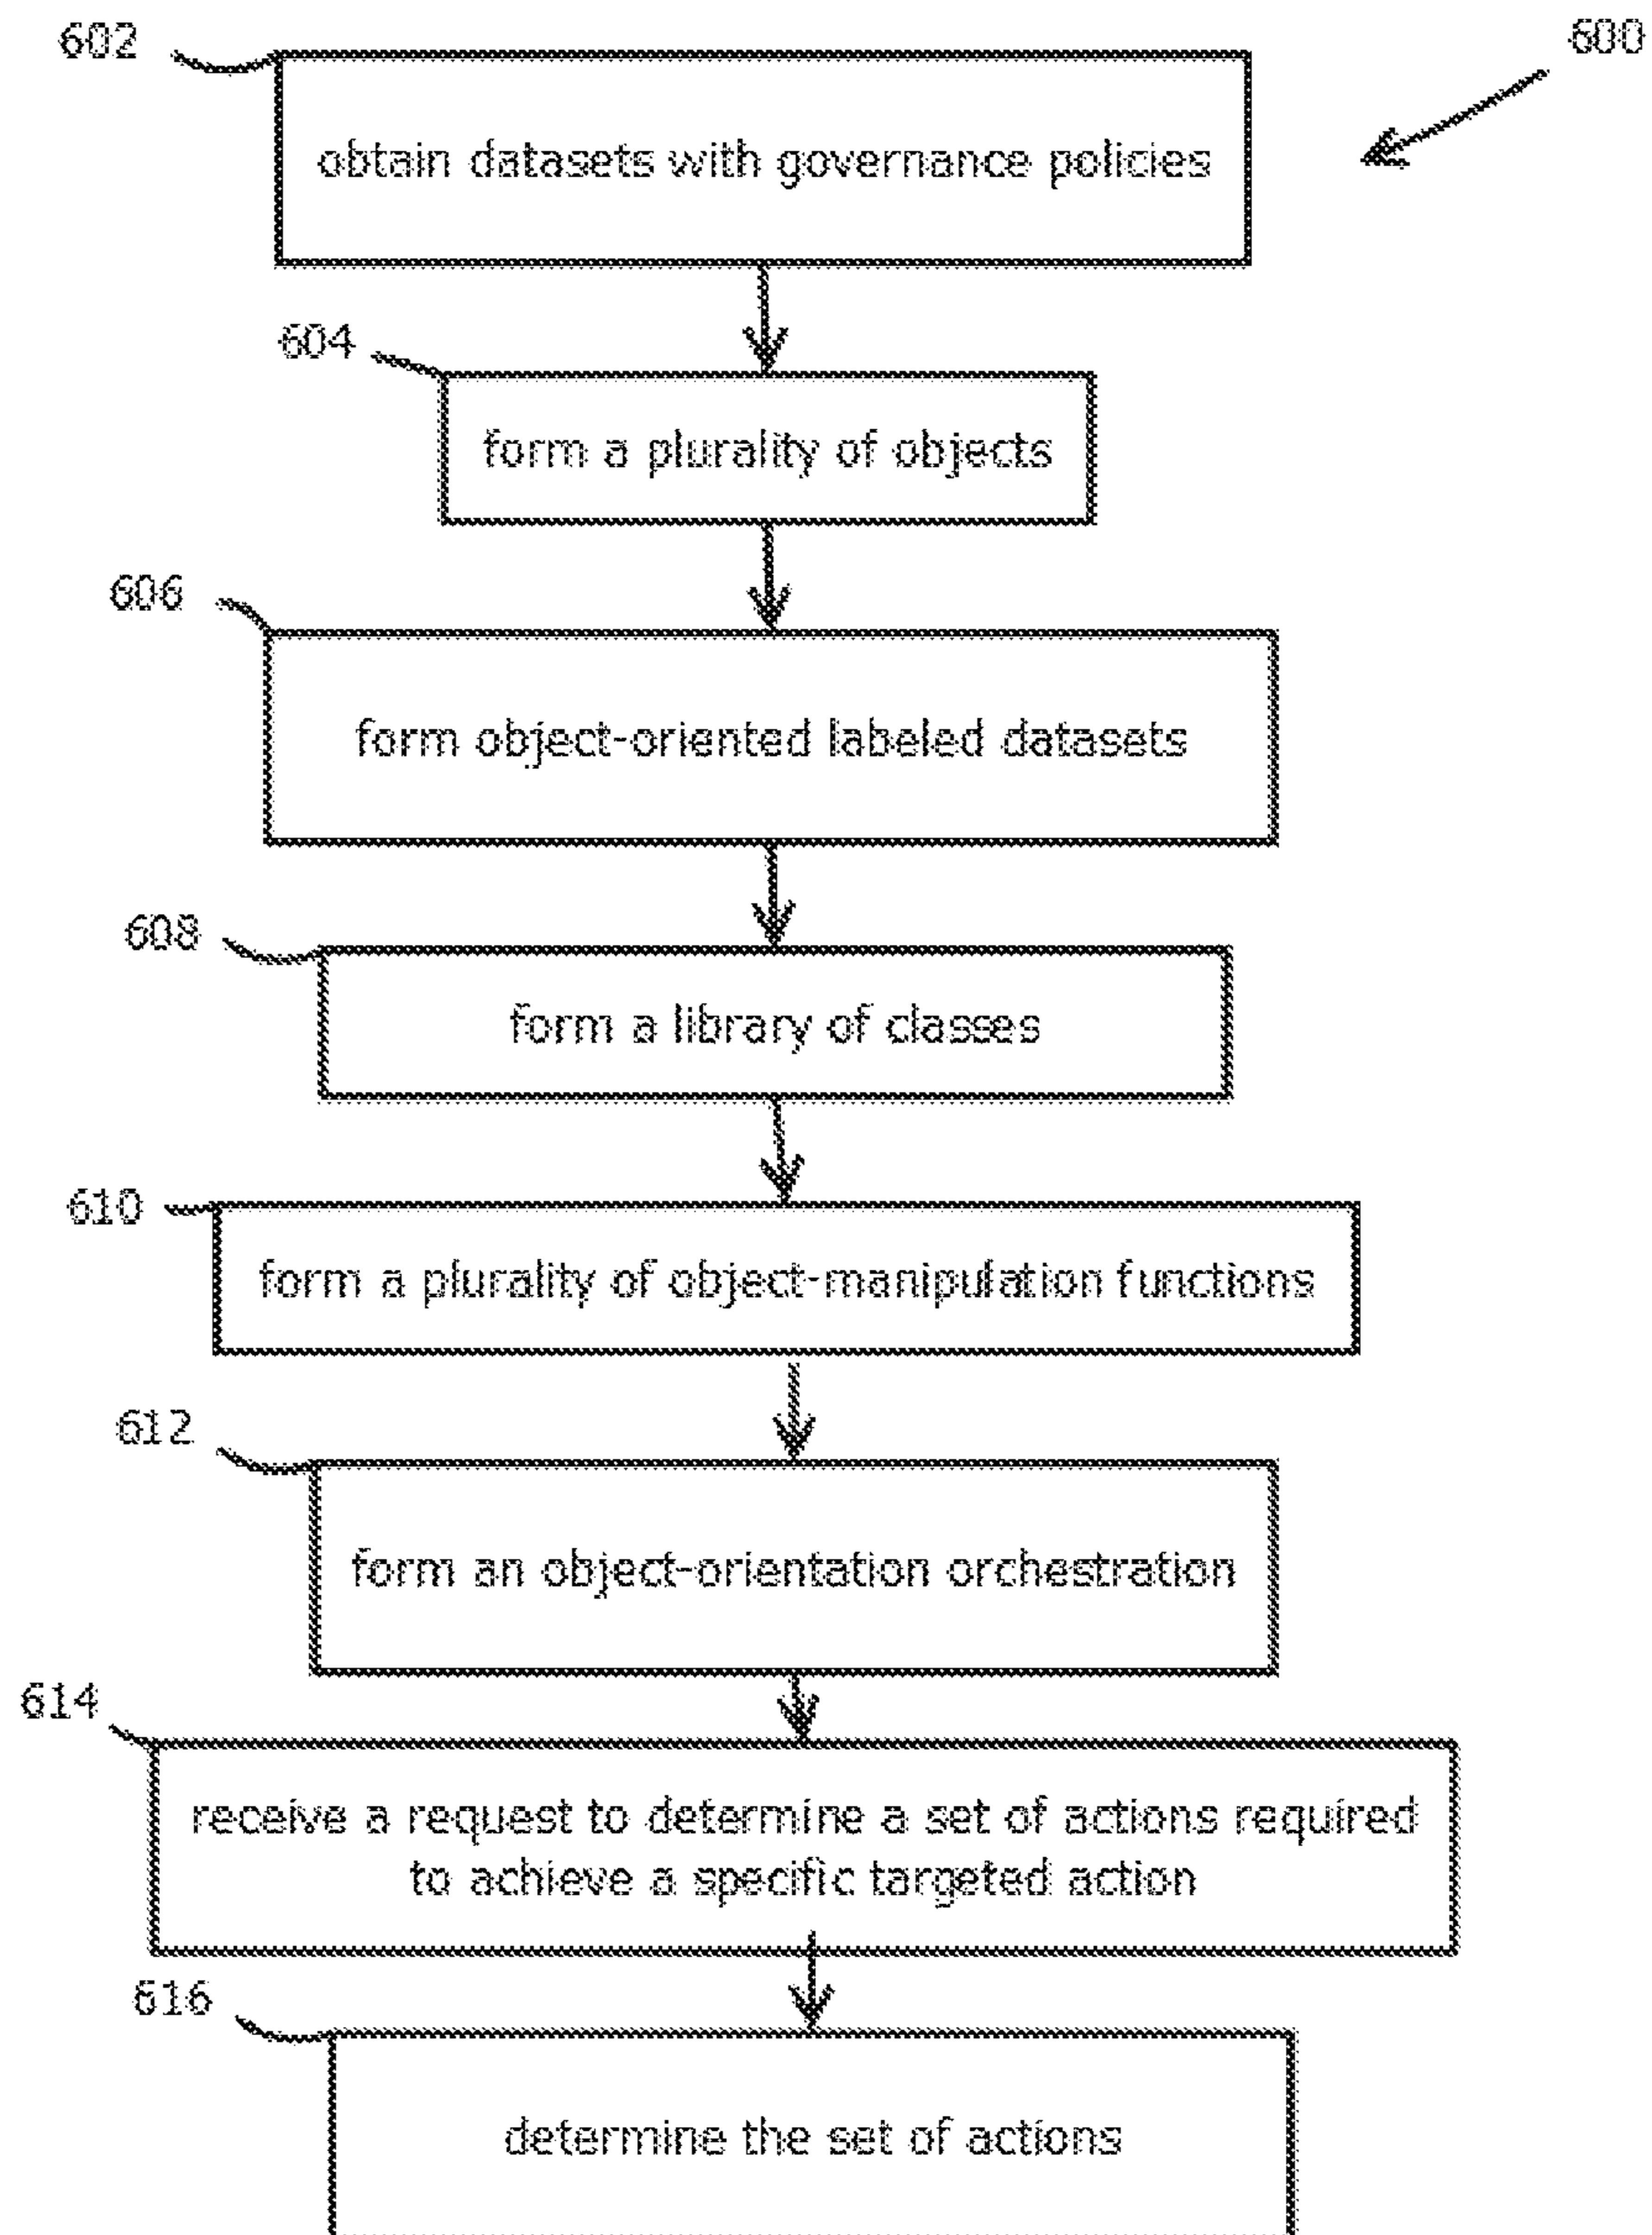 600
602
obtain datasets with governance policies
604
form a plurality of objects
606
form object-oriented labeled datasets
608
form a library of classes
610
form a plurality of object-manipulation functions
612
form an object-orientation orchestration
614
receive a request to determine a set of actions required
to achieve a specific targeted action
616
determine the set of actions